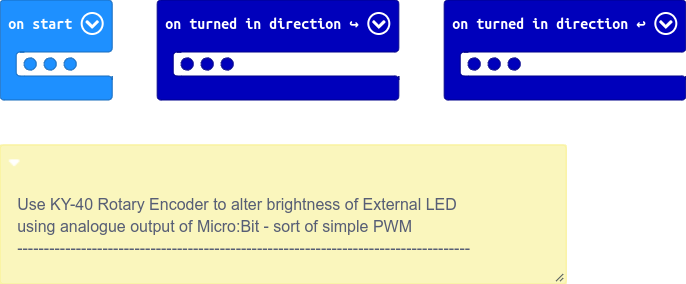 on start
on turned in direction ↪
on turned in direction ↩
Use KY-40 Rotary Encoder to alter brightness of External LED
using analogue output of Micro:Bit - sort of simple PWM
-------------------------------------------------------------------------------------